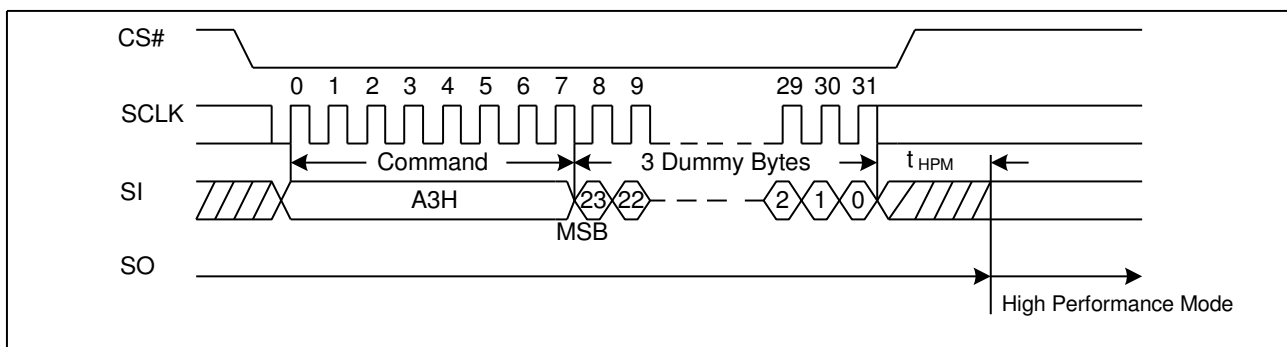 CS#
0 1 2 3 4 5 6 7 8 9 29 30 31
SCLK
Command 3 Dummy Bytes t HPM
SI A3H 23 22 2 1 0
MSB
SO
High Performance Mode